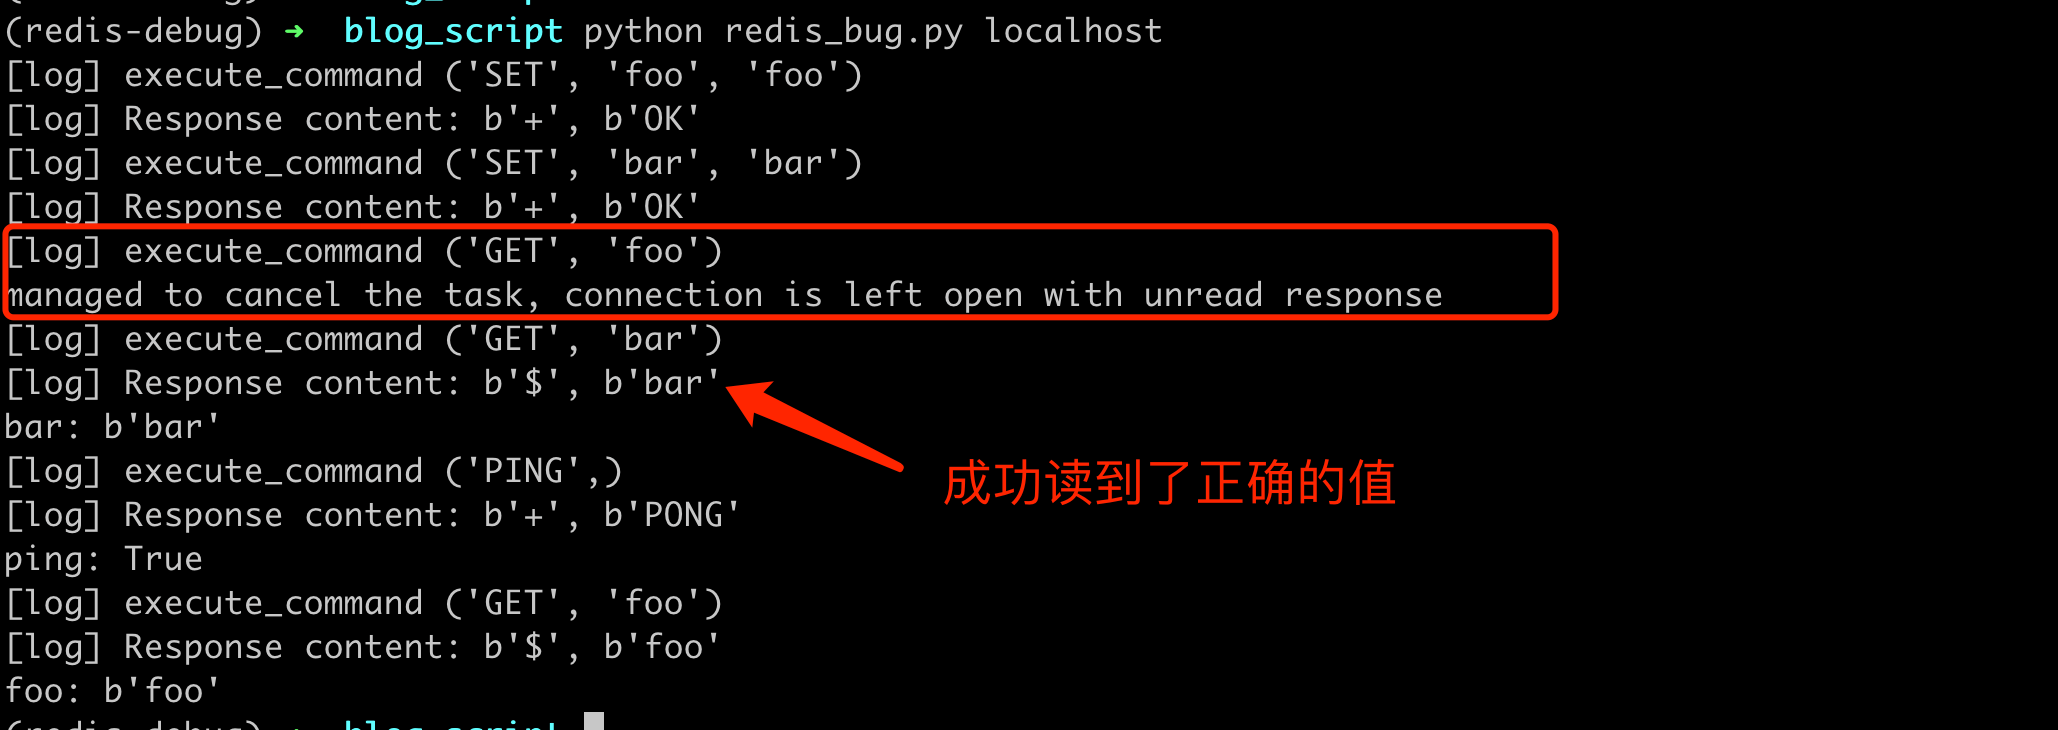 (redis-debug) ➜  blog_script python redis_bug.py localhost
[log] execute_command ('SET', 'foo', 'foo')
[log] Response content: b'+', b'OK'
[log] execute_command ('SET', 'bar', 'bar')
[log] Response content: b'+', b'OK'
[log] execute_command ('GET', 'foo')
managed to cancel the task, connection is left open with unread response
[log] execute_command ('GET', 'bar')
[log] Response content: b'$', b'bar'
bar: b'bar'
[log] execute_command ('PING',)
成功读到了正确的值
[log] Response content: b'+', b'PONG'
ping: True
[log] execute_command ('GET', 'foo')
[log] Response content: b'$', b'foo'
foo: b'foo'
(redis-debug) ➜  blog_script